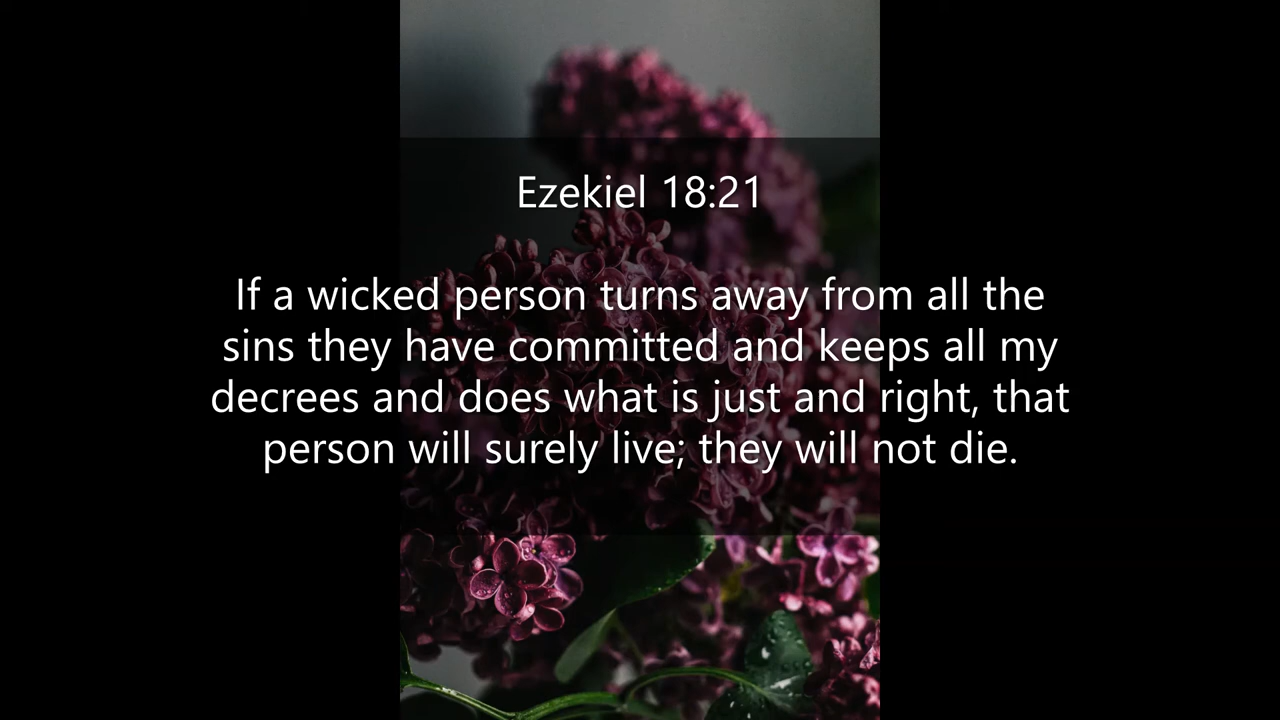 Ezekiel 18:21
If a wicked person turns away from all the
sins they have committed and keeps all my
decrees and does what is just and right, that
person will surely live; they will not die.